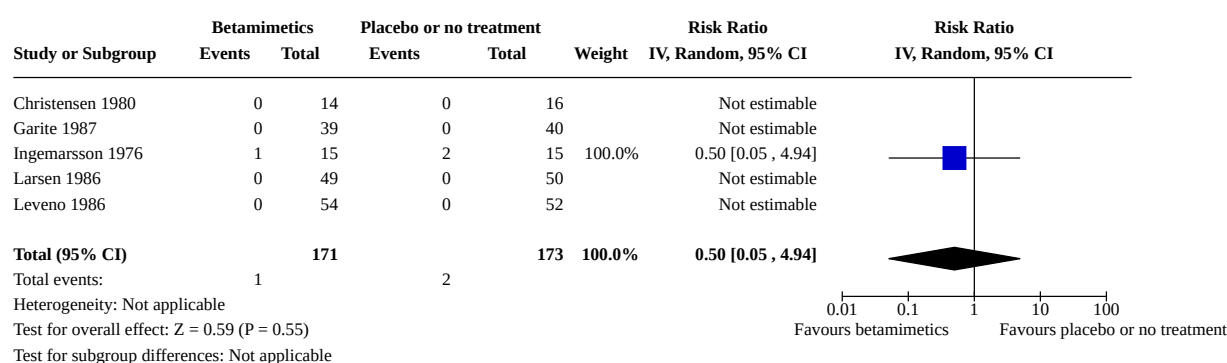 Betamimetics Placebo or no treatment Risk Ratio Risk Ratio
Study or Subgroup Events Total Events Total Weight IV, Random, 95% CI IV, Random, 95% CI
Christensen 1980 0 14 0 16 Not estimable
Garite 1987 0 39 0 40 Not estimable
Ingemarsson 1976 1 15 2 15 100.0% 0.50 [0.05 , 4.94]
Larsen 1986 0 49 0 50 Not estimable
Leveno 1986 0 54 0 52 Not estimable
Total (95% CI) 171 173 100.0% 0.50 [0.05 , 4.94]
Total events: 1 2
Heterogeneity: Not applicable
0.01 0.1 1 10 100
Test for overall effect: Z = 0.59 (P = 0.55) Favours betamimetics Favours placebo or no treatment
Test for subgroup differences: Not applicable